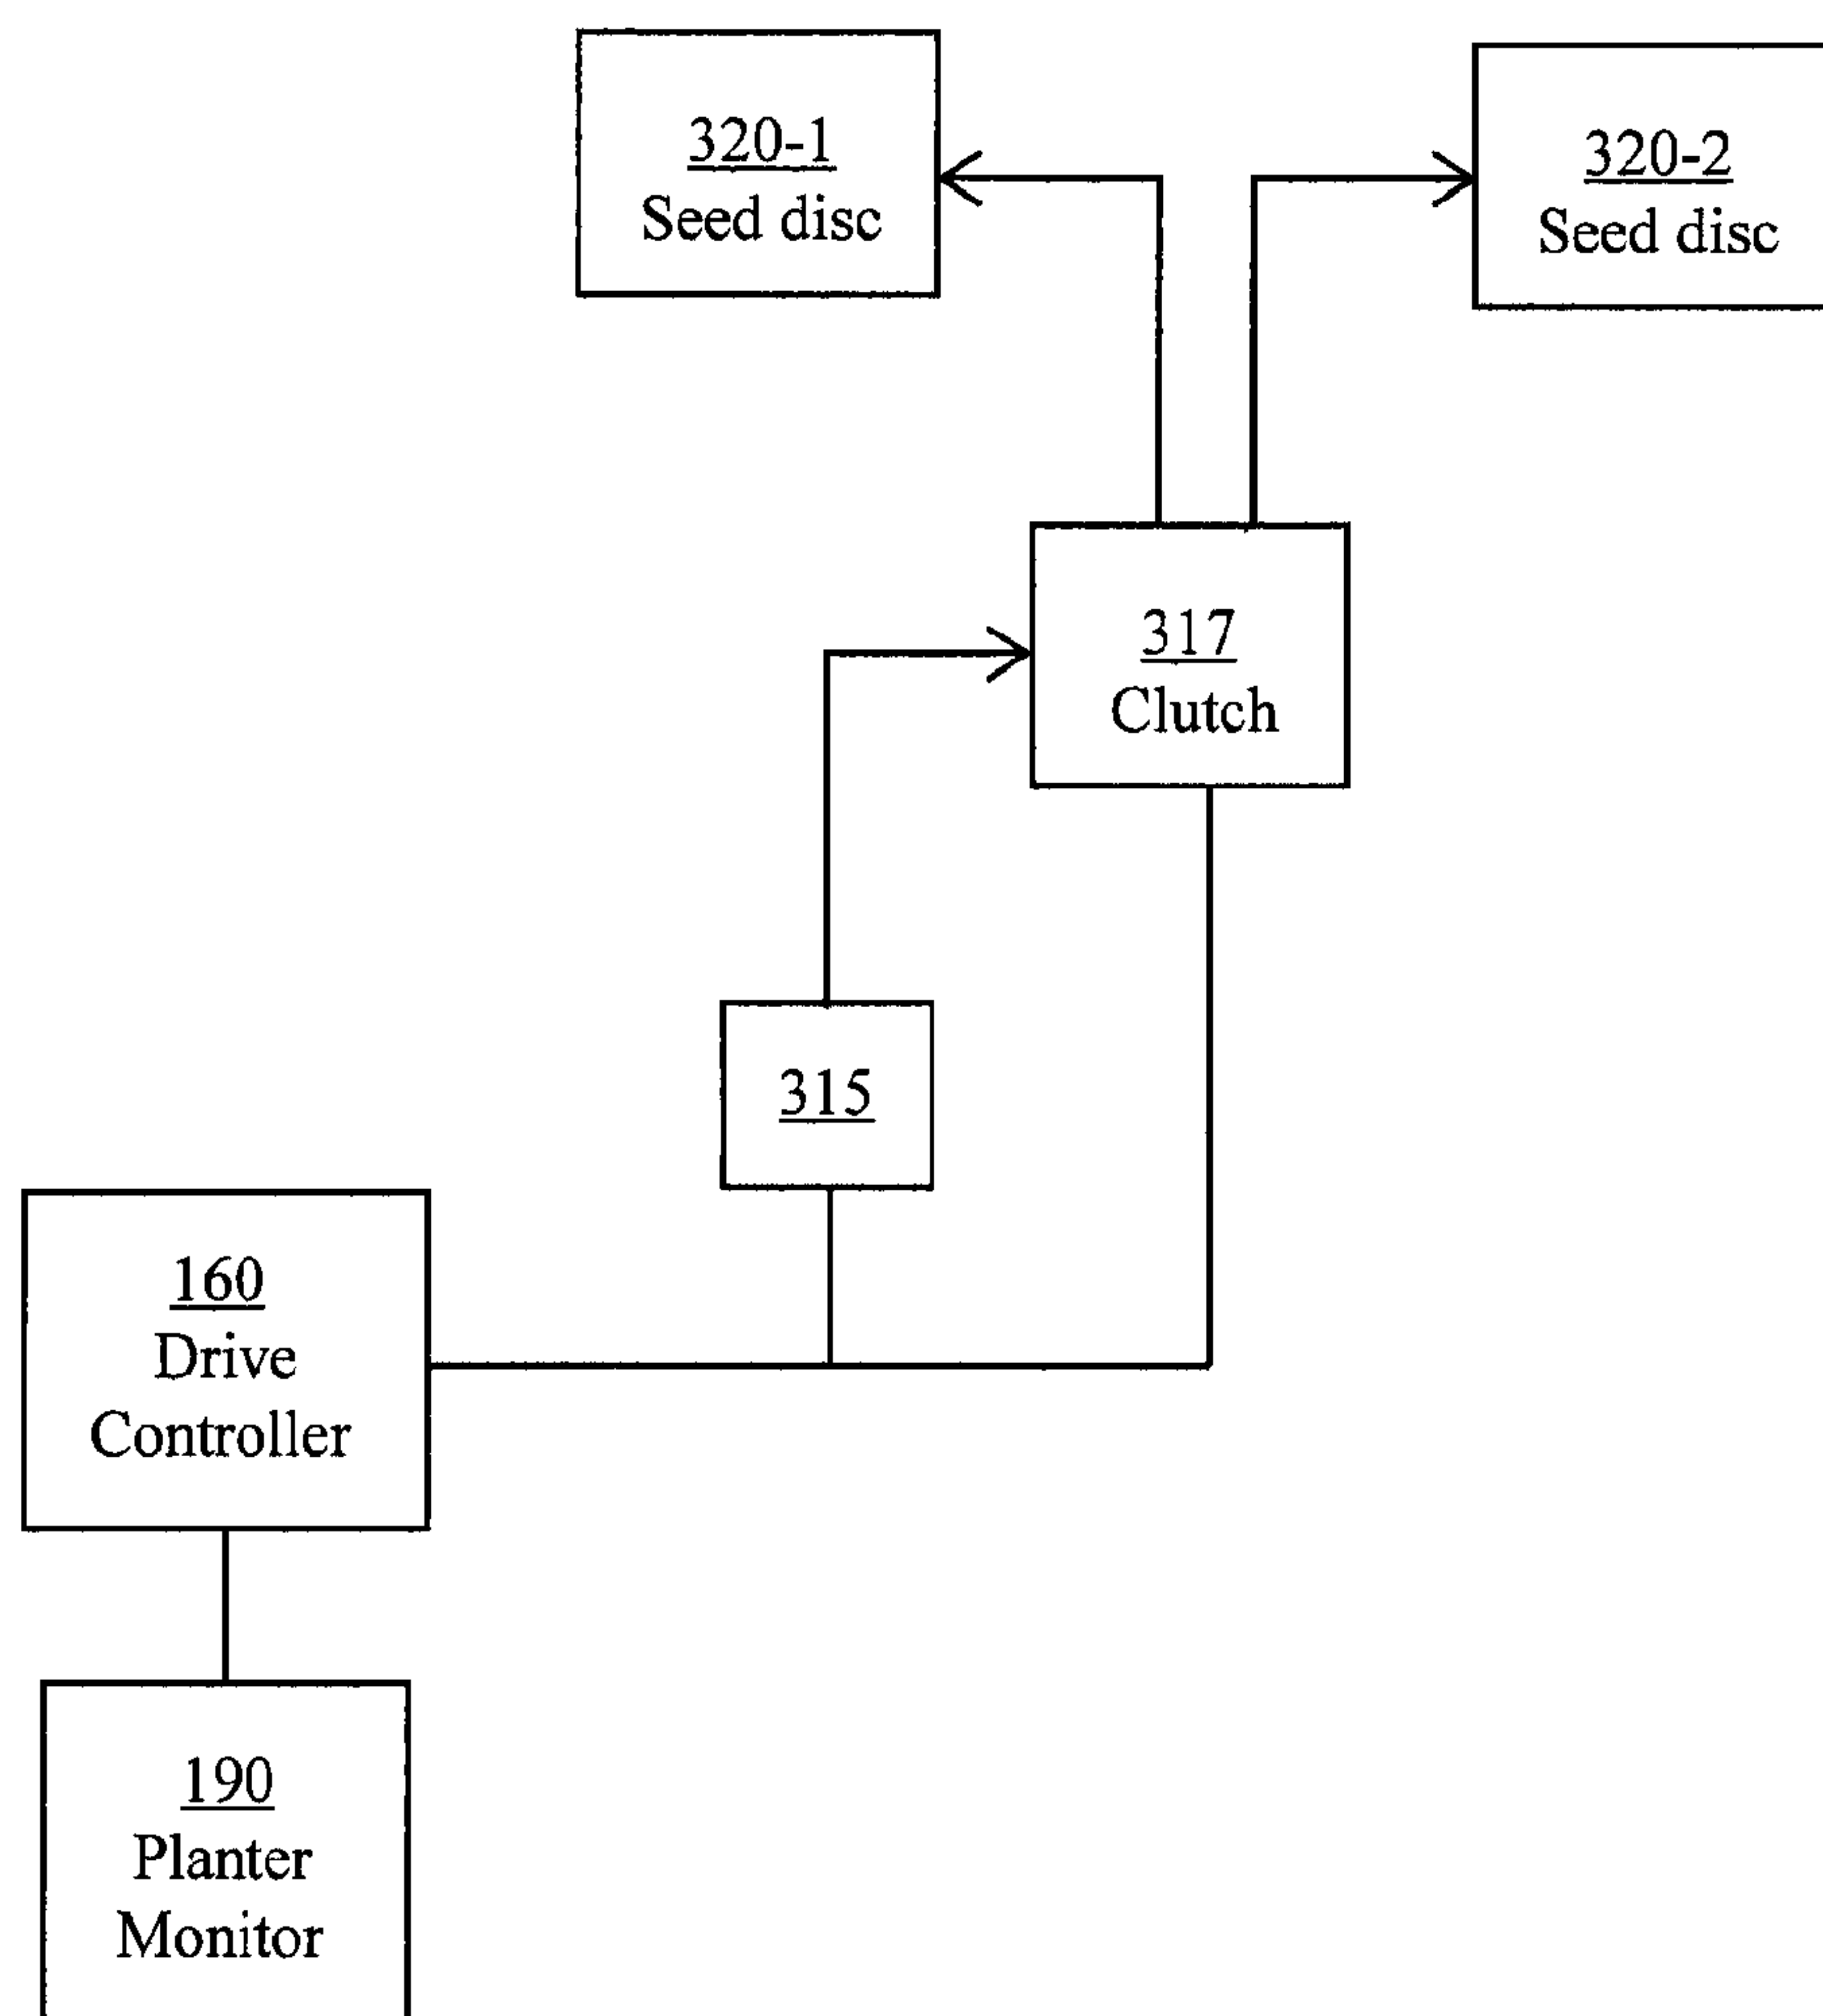 320-1
Seed disc
320-2
Seed disc
317
Clutch
315
160
Drive
Controller
190
Planter
Monitor